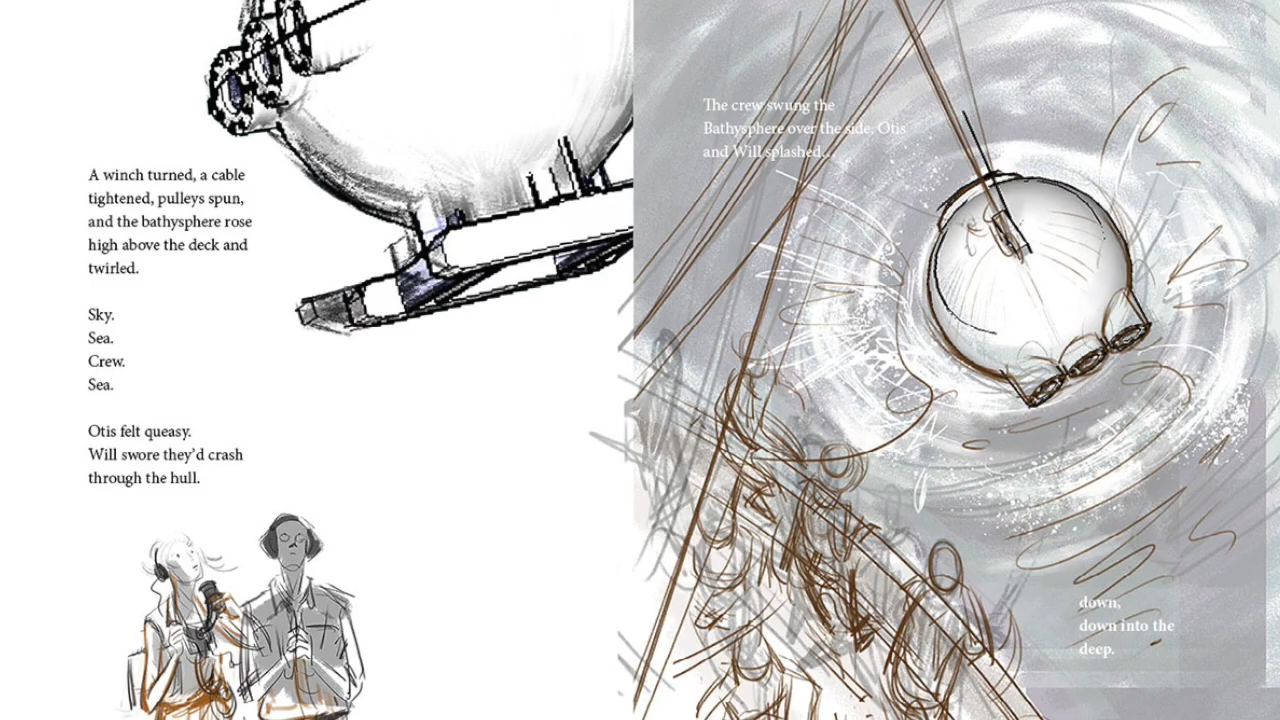 A winch turned, a cable
tightened, pulleys spun,
and the bathysphere rose
high above the deck and
twirled.
Sky.
Sea.
Crew.
Sea.
Otis felt queasy.
Will swore they’d crash
through the hull.
The crew swung the
Bathysphere over the side. Otis
and Will splashed...
down,
down into the
deep.